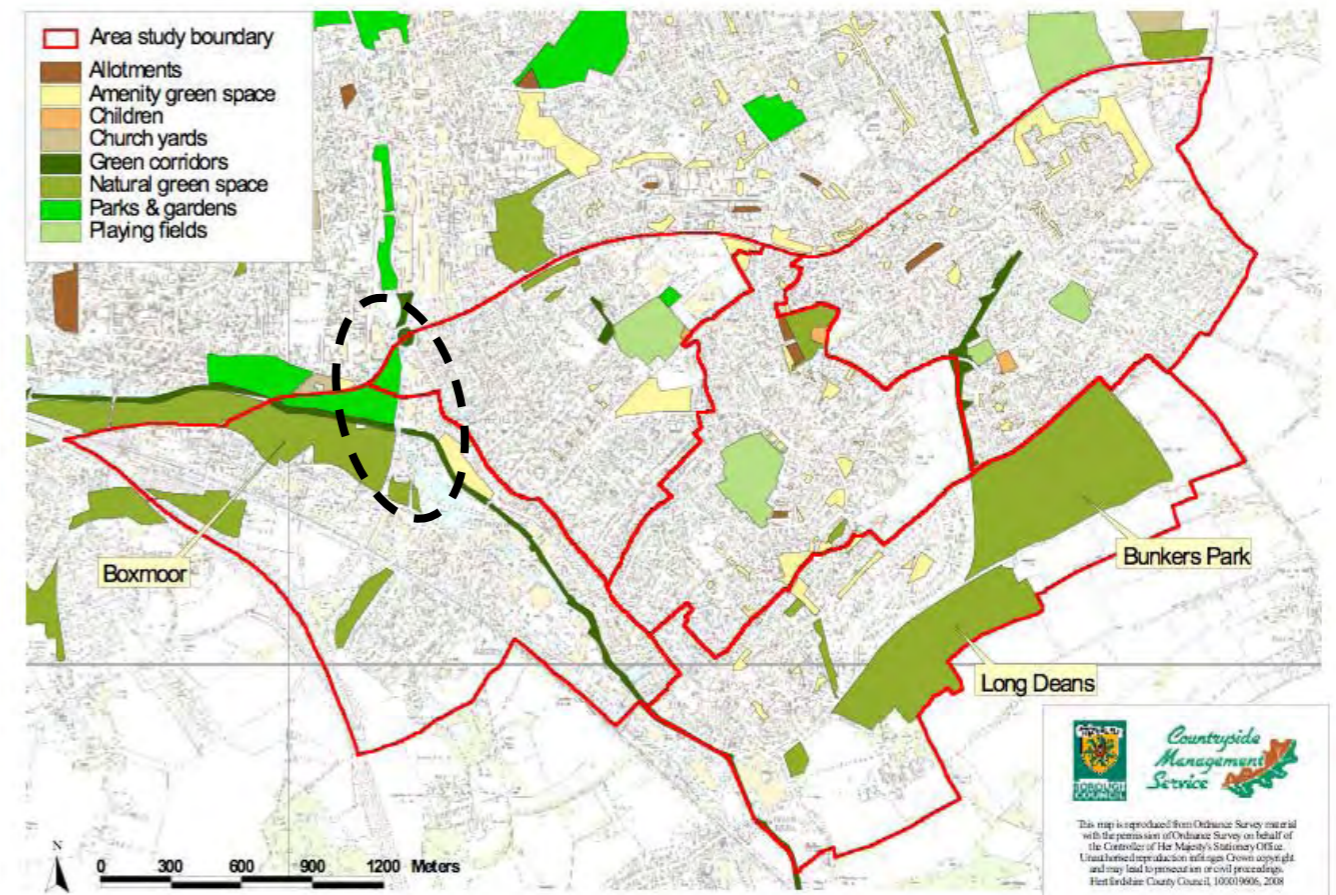 Area study boundary
Allotments
Amenity green space
Children
Church yards
Green corridors
Natural green space
Parks & gardens
Playing fields
Boxmoor
Bunkers Park
Long Deans
N
0 300 600 900 1200 Meters
BOROUGH
COUNCIL
Countryside
Management
Service
This map is reproduced from Ordnance Survey material
with the permission of Ordnance Survey on behalf of
the Controller of Her Majesty's Stationery Office.
Unauthorised reproduction infringes Crown copyright
and may lead to prosecution or civil proceedings.
Hertfordshire County Council, 100019606, 2008